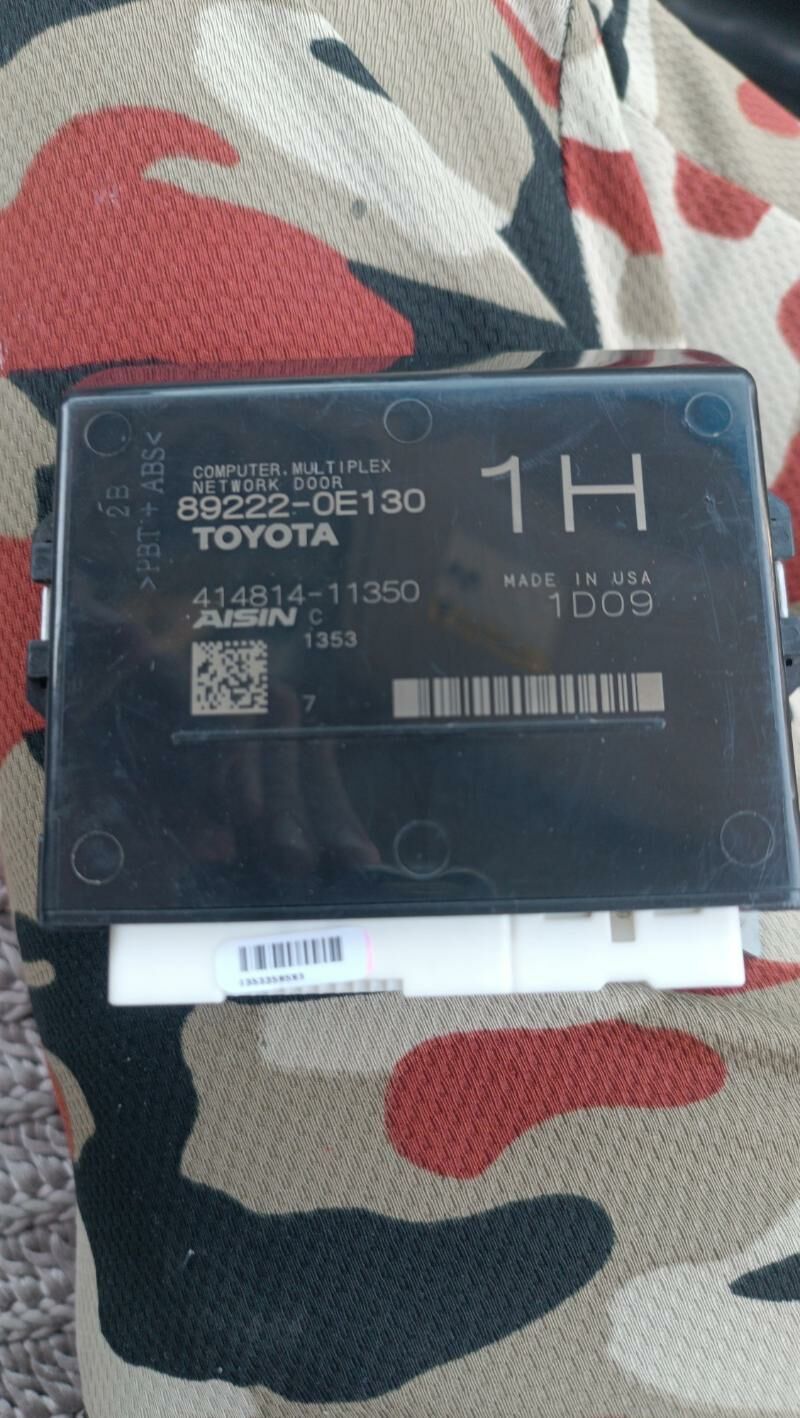 COMPUTER.MULTIPLEX
NETWORK DOOR
89222-0E130
TOYOTA
1H
2B
>PBT + ABS<
414814-11350
AISIN C
1353
MADE IN USA
1D09
7